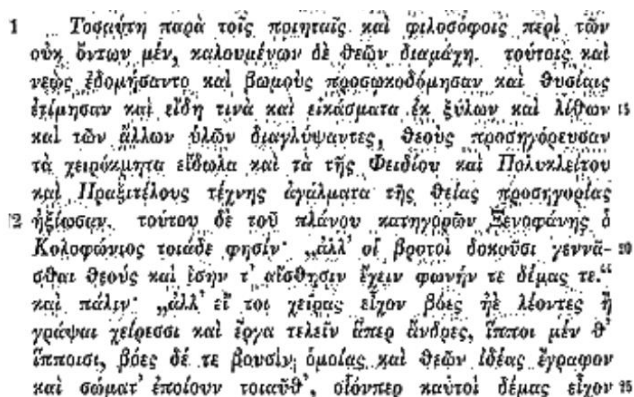 1 Τοσαύτη παρὰ τοῖς ποιηταῖς καὶ φιλοσόφοις περὶ τῶν
οὐκ ὄντων μέν, καλουμένων δὲ θεῶν διαμάχη. τούτοις καὶ
νεὼς ἐδομήσαντο καὶ βωμοὺς προσῳκοδόμησαν καὶ θυσίαις
ἐτίμησαν καὶ εἴδη τινὰ καὶ εἰκάσματα ἐκ ξύλων καὶ λίθων 15
καὶ τῶν ἄλλων ὑλῶν διαγλύψαντες, θεοὺς προσηγόρευσαν
τὰ χειρόκμητα εἴδωλα καὶ τὰ τῆς Φειδίου καὶ Πολυκλείτου
καὶ Πραξιτέλους τέχνης ἀγάλματα τῆς θείας προσηγορίας
72 ἠξίωσαν. τούτου δὲ τοῦ πλάνου κατηγορῶν Ξενοφάνης ὁ
Κολοφώνιος τοιάδε φησίν· „ἀλλ' οἱ βροτοὶ δοκοῦσι γεννᾶ- 20
σθαι θεοὺς καὶ ἴσην τ' αἴσθησιν ἔχειν φωνήν τε δέμας τε.“
καὶ πάλιν· „ἀλλ' εἴ τοι χεῖρας εἶχον βόες ἠὲ λέοντες ἢ
γράψαι χείρεσσι καὶ ἔργα τελεῖν ἅπερ ἄνδρες, ἵπποι μέν θ'
ἵπποισι, βόες δέ τε βουσὶν ὁμοίας καὶ θεῶν ἰδέας ἔγραφον
καὶ σώματ' ἐποίουν τοιαῦθ', οἷόνπερ καὐτοὶ δέμας εἶχον 25